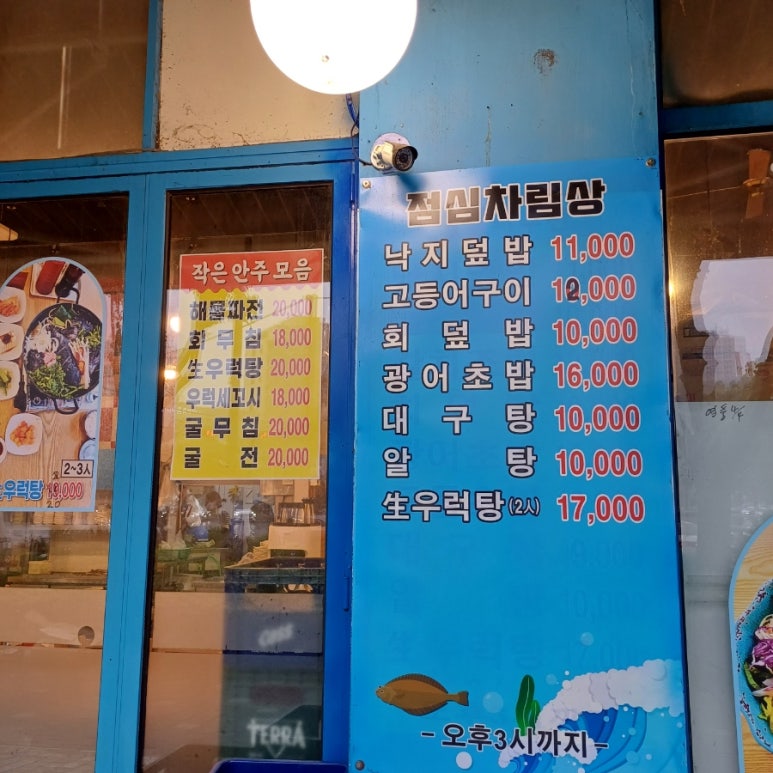 점심차림상
낙지덮밥 11,000
고등어구이 12,000
회덮밥 10,000
광어초밥 16,000
대구탕 10,000
알탕 10,000
生우럭탕(2人) 17,000
-오후3시까지-
작은안주모음
해물파전 20,000
회무침 18,000
生우럭탕 20,000
우럭세꼬시 18,000
굴무침 20,000
굴전 20,000
2~3人
生우럭탕
TERRA